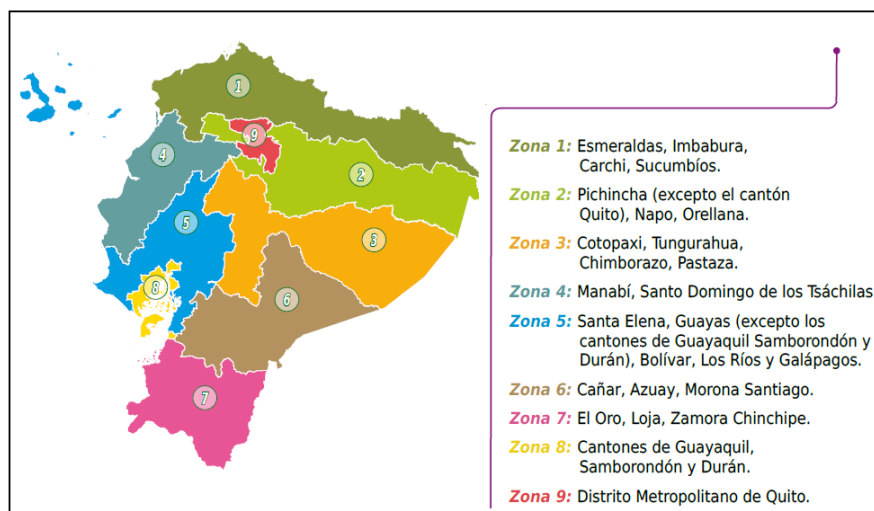 1
9
4
2
5
3
8
6
7
Zona 1: Esmeraldas, Imbabura,
Carchi, Sucumbíos.
Zona 2: Pichincha (excepto el cantón
Quito), Napo, Orellana.
Zona 3: Cotopaxi, Tungurahua,
Chimborazo, Pastaza.
Zona 4: Manabí, Santo Domingo de los Tsáchilas
Zona 5: Santa Elena, Guayas (excepto los
cantones de Guayaquil Samborondón y
Durán), Bolívar, Los Ríos y Galápagos.
Zona 6: Cañar, Azuay, Morona Santiago.
Zona 7: El Oro, Loja, Zamora Chinchipe.
Zona 8: Cantones de Guayaquil,
Samborondón y Durán.
Zona 9: Distrito Metropolitano de Quito.